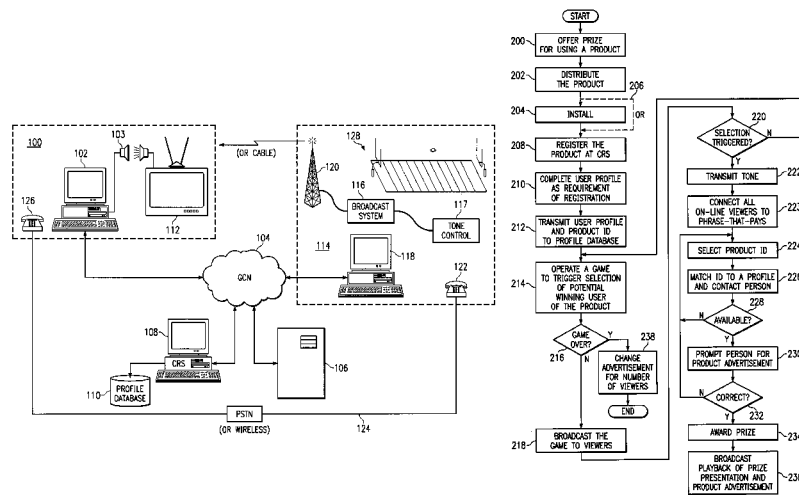 100
102
103
126
112
(OR CABLE)
120
128
116
BROADCAST
SYSTEM
117
TONE
CONTROL
114
118
122
104
GCN
108
CRS
110
PROFILE
DATABASE
106
PSTN
(OR WIRELESS)
124
START
200
OFFER PRIZE
FOR USING A PRODUCT
202
DISTRIBUTE
THE PRODUCT
206
204
INSTALL
OR
208
REGISTER THE
PRODUCT AT CRS
210
COMPLETE USER PROFILE
AS REQUIREMENT
OF REGISTRATION
212
TRANSMIT USER PROFILE
AND PRODUCT ID
TO PROFILE DATABASE
214
OPERATE A GAME
TO TRIGGER SELECTION
OF POTENTIAL
WINNING USER
OF THE PRODUCT
GAME
OVER?
Y
216
N
238
CHANGE
ADVERTISEMENT
FOR NUMBER
OF VIEWERS
END
218
BROADCAST THE
GAME TO VIEWERS
220
SELECTION
TRIGGERED?
N
Y
TRANSMIT TONE
222
CONNECT ALL
ON-LINE VIEWERS TO
PHRASE-THAT-PAYS
223
SELECT PRODUCT ID
224
MATCH ID TO A PROFILE
AND CONTACT PERSON
226
228
N
AVAILABLE?
Y
PROMPT PERSON FOR
PRODUCT ADVERTISEMENT
230
N
CORRECT?
232
Y
AWARD PRIZE
234
BROADCAST
PLAYBACK OF PRIZE
PRESENTATION AND
PRODUCT ADVERTISEMENT